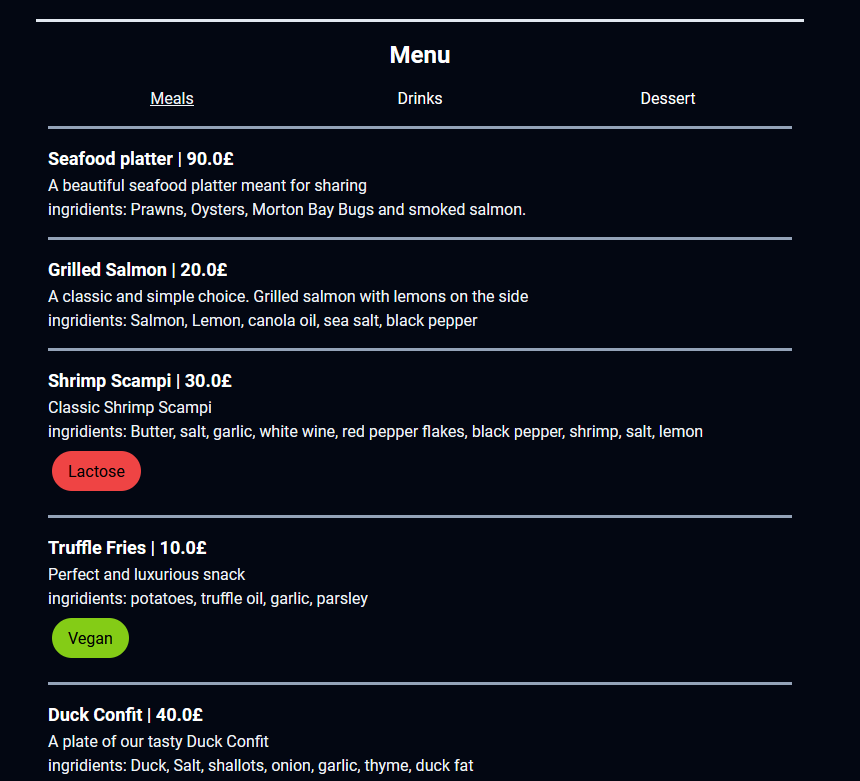 Menu
Meals Drinks Dessert
Seafood platter | 90.0£
A beautiful seafood platter meant for sharing
ingridients: Prawns, Oysters, Morton Bay Bugs and smoked salmon.
Grilled Salmon | 20.0£
A classic and simple choice. Grilled salmon with lemons on the side
ingridients: Salmon, Lemon, canola oil, sea salt, black pepper
Shrimp Scampi | 30.0£
Classic Shrimp Scampi
ingridients: Butter, salt, garlic, white wine, red pepper flakes, black pepper, shrimp, salt, lemon
Lactose
Truffle Fries | 10.0£
Perfect and luxurious snack
ingridients: potatoes, truffle oil, garlic, parsley
Vegan
Duck Confit | 40.0£
A plate of our tasty Duck Confit
ingridients: Duck, Salt, shallots, onion, garlic, thyme, duck fat